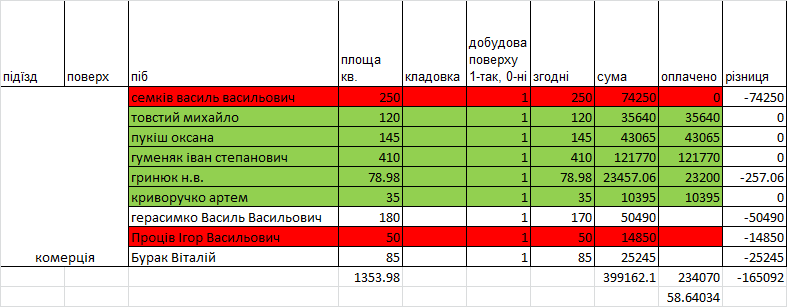 підїзд поверх піб площа кв. кладовка добудова поверху 1-так, 0-ні згодні сума оплачено різниця
семків василь васильович 250 1 250 74250 0 -74250
товстий михайло 120 1 120 35640 35640 0
пукіш оксана 145 1 145 43065 43065 0
гуменяк іван степанович 410 1 410 121770 121770 0
гринюк н.в. 78.98 1 78.98 23457.06 23200 -257.06
криворучко артем 35 1 35 10395 10395 0
герасимко Василь Васильович 180 1 170 50490 -50490
Проців Ігор Васильович 50 1 50 14850 -14850
комерція Бурак Віталій 85 1 85 25245 -25245
1353.98 399162.1 234070 -165092
58.64034